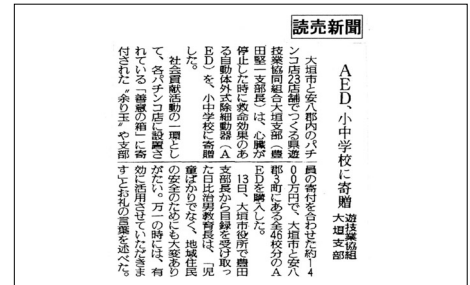 読売新聞
AED、小中学校に寄贈
遊技業協組
大垣支部
大垣市と安八郡内のパチ
ンコ店23店舗でつくる県遊
技業協同組合大垣支部（豊
田堅一支部長）は、心臓が
停止した時に救命効果のあ
る自動体外式除細動器（A
ED）を、小中学校に寄贈
した。
社会貢献活動の一環とし
て、各パチンコ店に設置さ
れている「善意の箱」に寄
付された〝余り玉〟や支部
員の寄付を合わせた約14
00万円で、大垣市と安八
郡3町にある全46校分のA
EDを購入した。
13日、大垣市役所で豊田
支部長から目録を受け取っ
た日比治男教育長は、「児
童ばかりでなく、地域住民
の安全のためにも大変あり
がたい。万一の時には、有
効に活用させていただきま
す」とお礼の言葉を述べた。